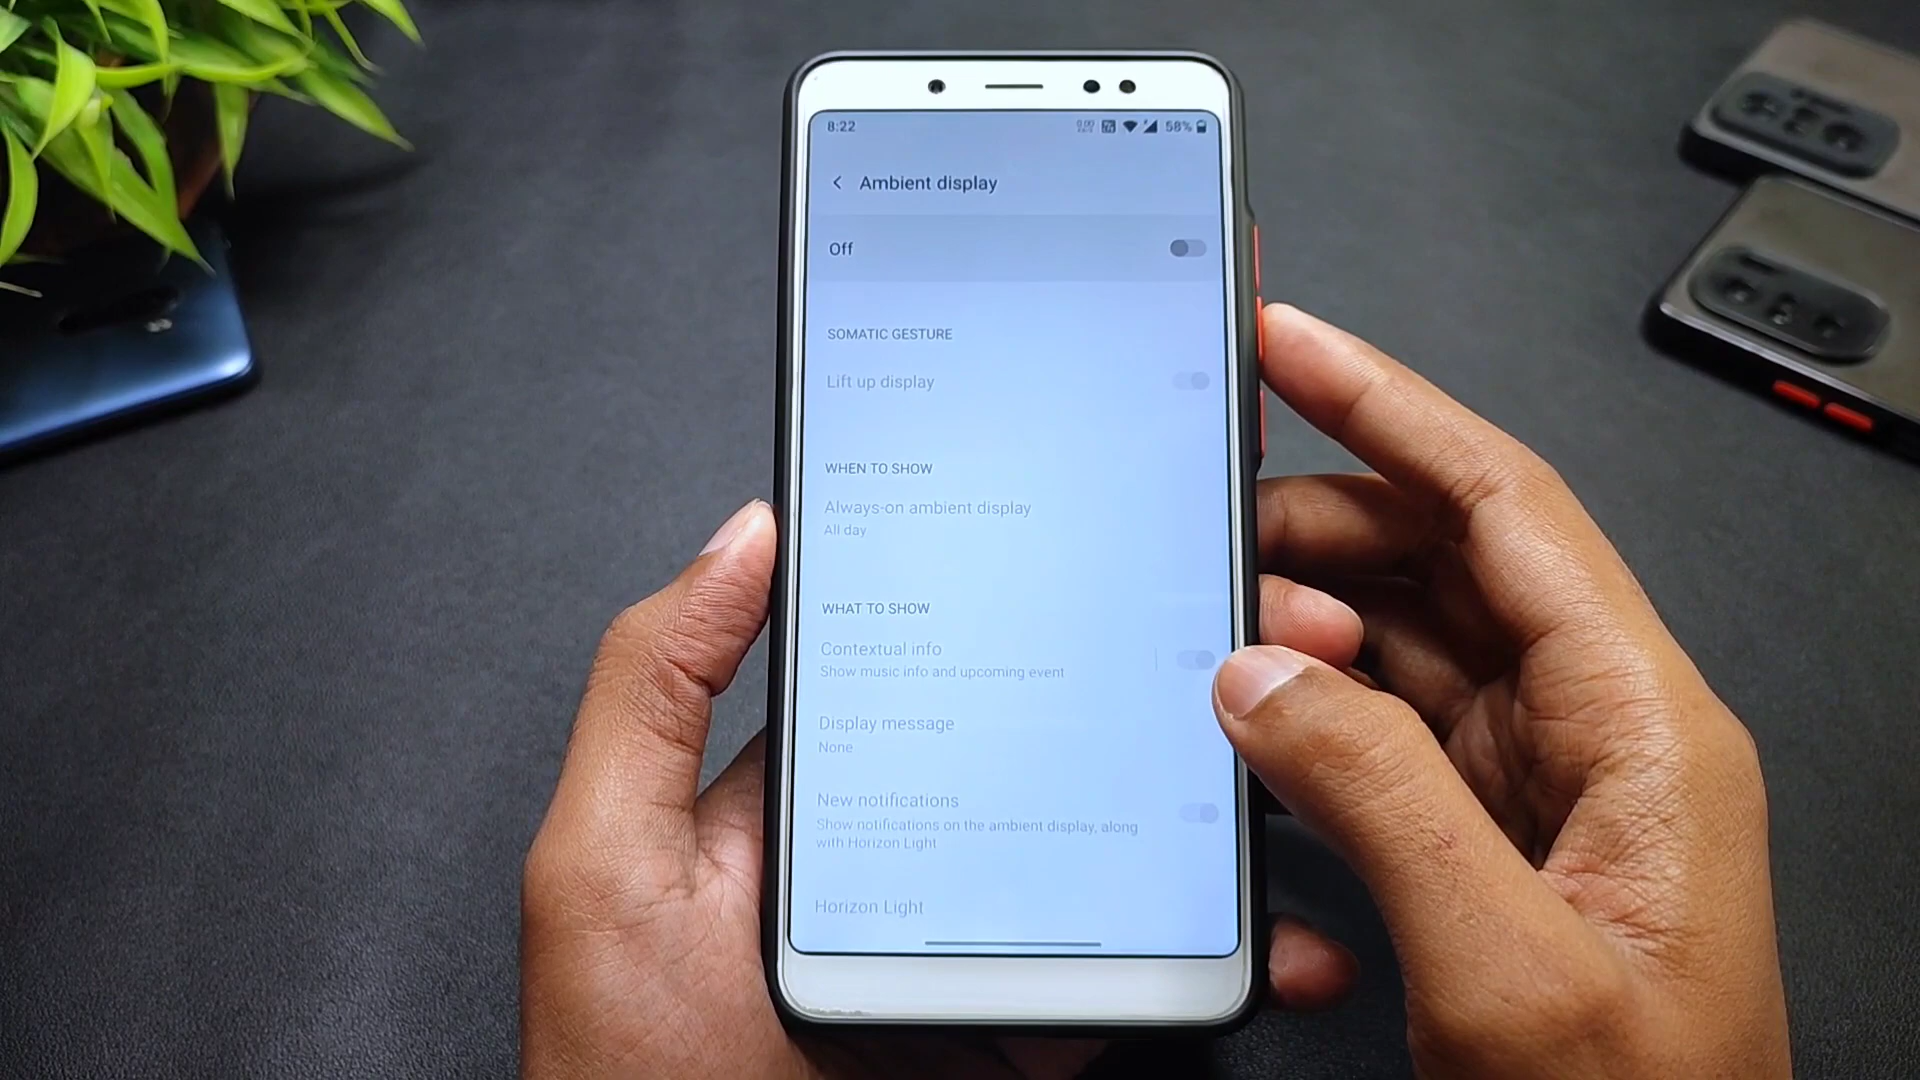 8:22
58%
Ambient display
Off
SOMATIC GESTURE
Lift up display
WHEN TO SHOW
Always-on ambient display
All day
WHAT TO SHOW
Contextual info
Show music info and upcoming event
Display message
None
New notifications
Show notifications on the ambient display, along
with Horizon Light
Horizon Light